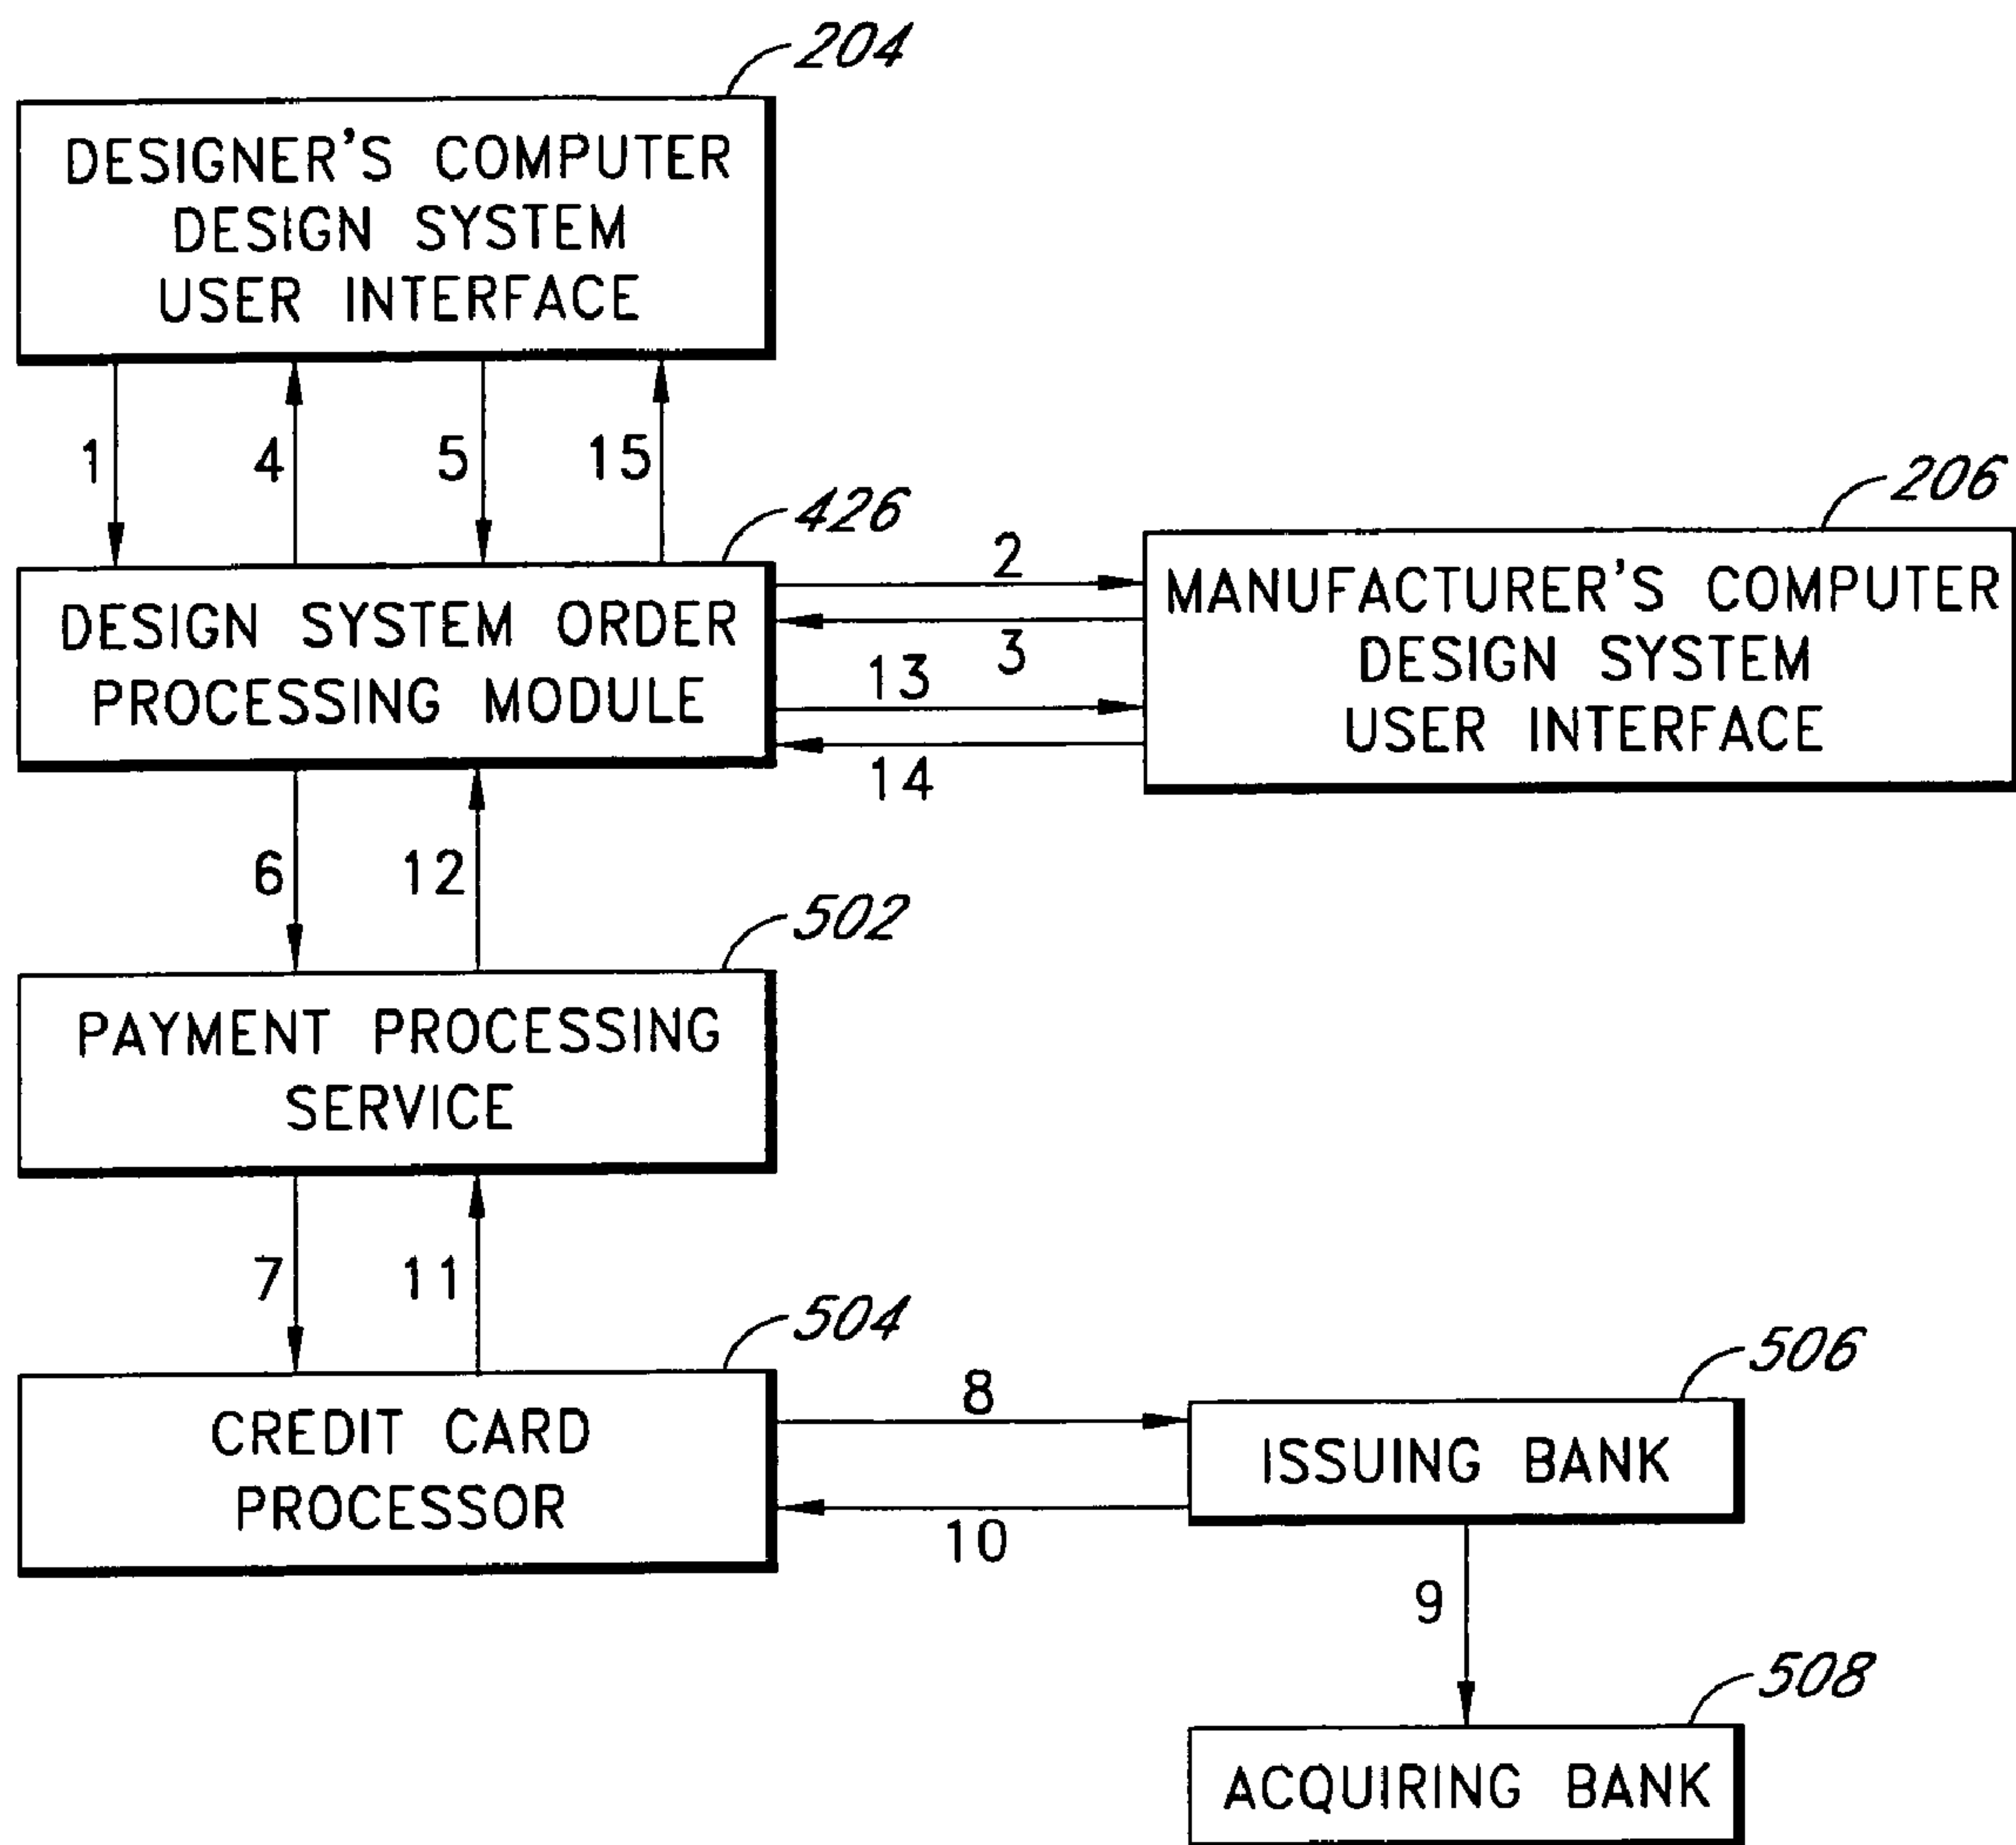 204
DESIGNER'S COMPUTER
DESIGN SYSTEM
USER INTERFACE
1
4
5
15
426
206
DESIGN SYSTEM ORDER
PROCESSING MODULE
2
3
13
14
MANUFACTURER'S COMPUTER
DESIGN SYSTEM
USER INTERFACE
6
12
502
PAYMENT PROCESSING
SERVICE
7
11
504
CREDIT CARD
PROCESSOR
8
10
506
ISSUING BANK
9
508
ACQUIRING BANK